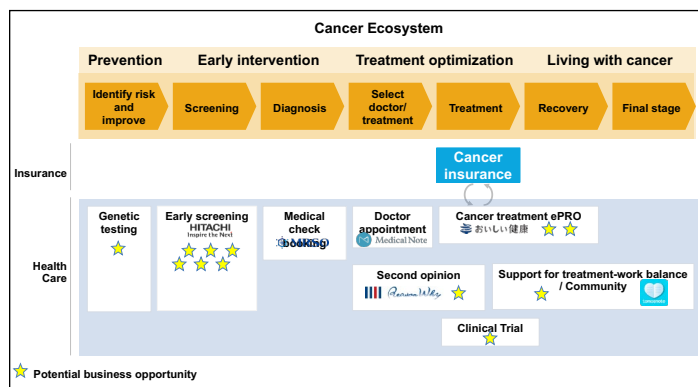 Cancer Ecosystem
Prevention
Early intervention
Treatment optimization
Living with cancer
Identify risk
and
improve
Screening
Diagnosis
Select
doctor/
treatment
Treatment
Recovery
Final stage
Insurance
Cancer
insurance
Health
Care
Genetic
testing
Early screening
HITACHI
Inspire the Next
Medical
check
booking
Doctor
appointment
MedicalNote
Cancer treatment ePRO
おいしい健康
Second opinion
Reason Why
Support for treatment-work balance
/ Community
Clinical Trial
Potential business opportunity